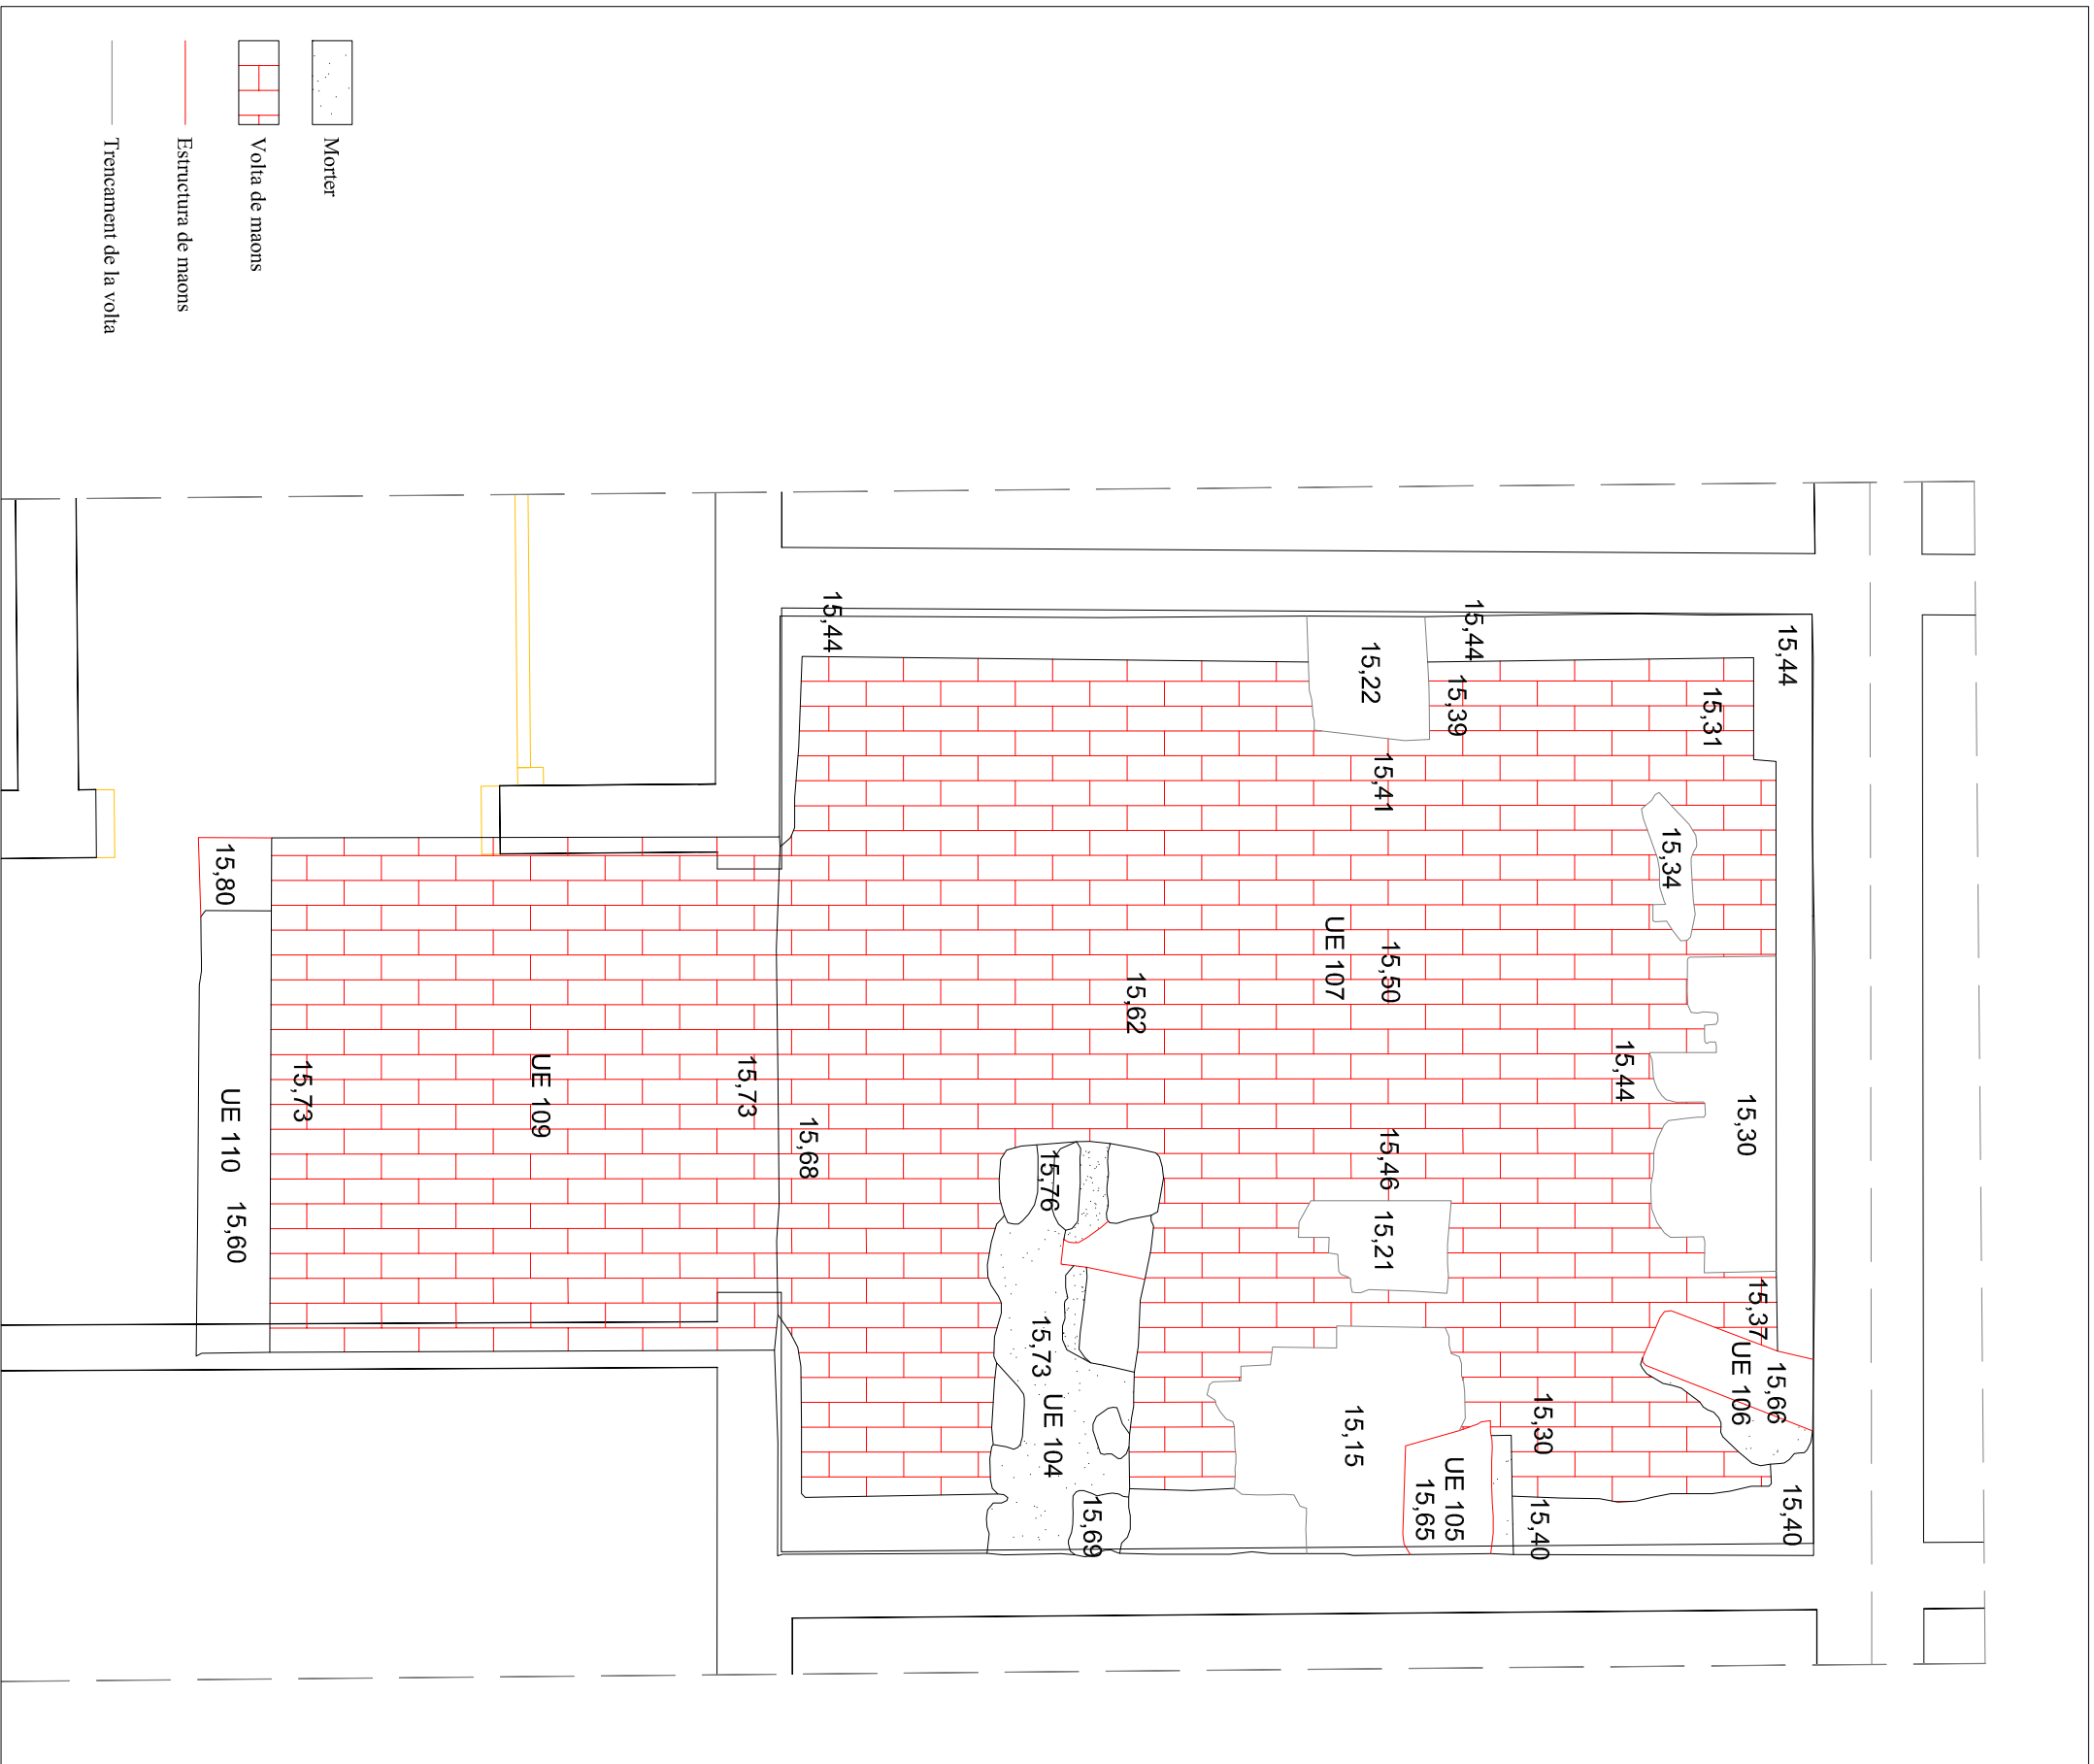 Morter
Volta de maons
Estructura de maons
Trencament de la volta
15,44
15,31
15,44
15,39
15,22
15,41
15,44
15,34
15,30
15,44
15,50
UE 107
15,62
15,46
15,21
15,37
15,66
UE 106
15,30
15,40
15,40
15,15
UE 105
15,65
15,76
15,73
UE 104
15,69
15,68
15,73
UE 109
15,73
15,80
UE 110
15,60